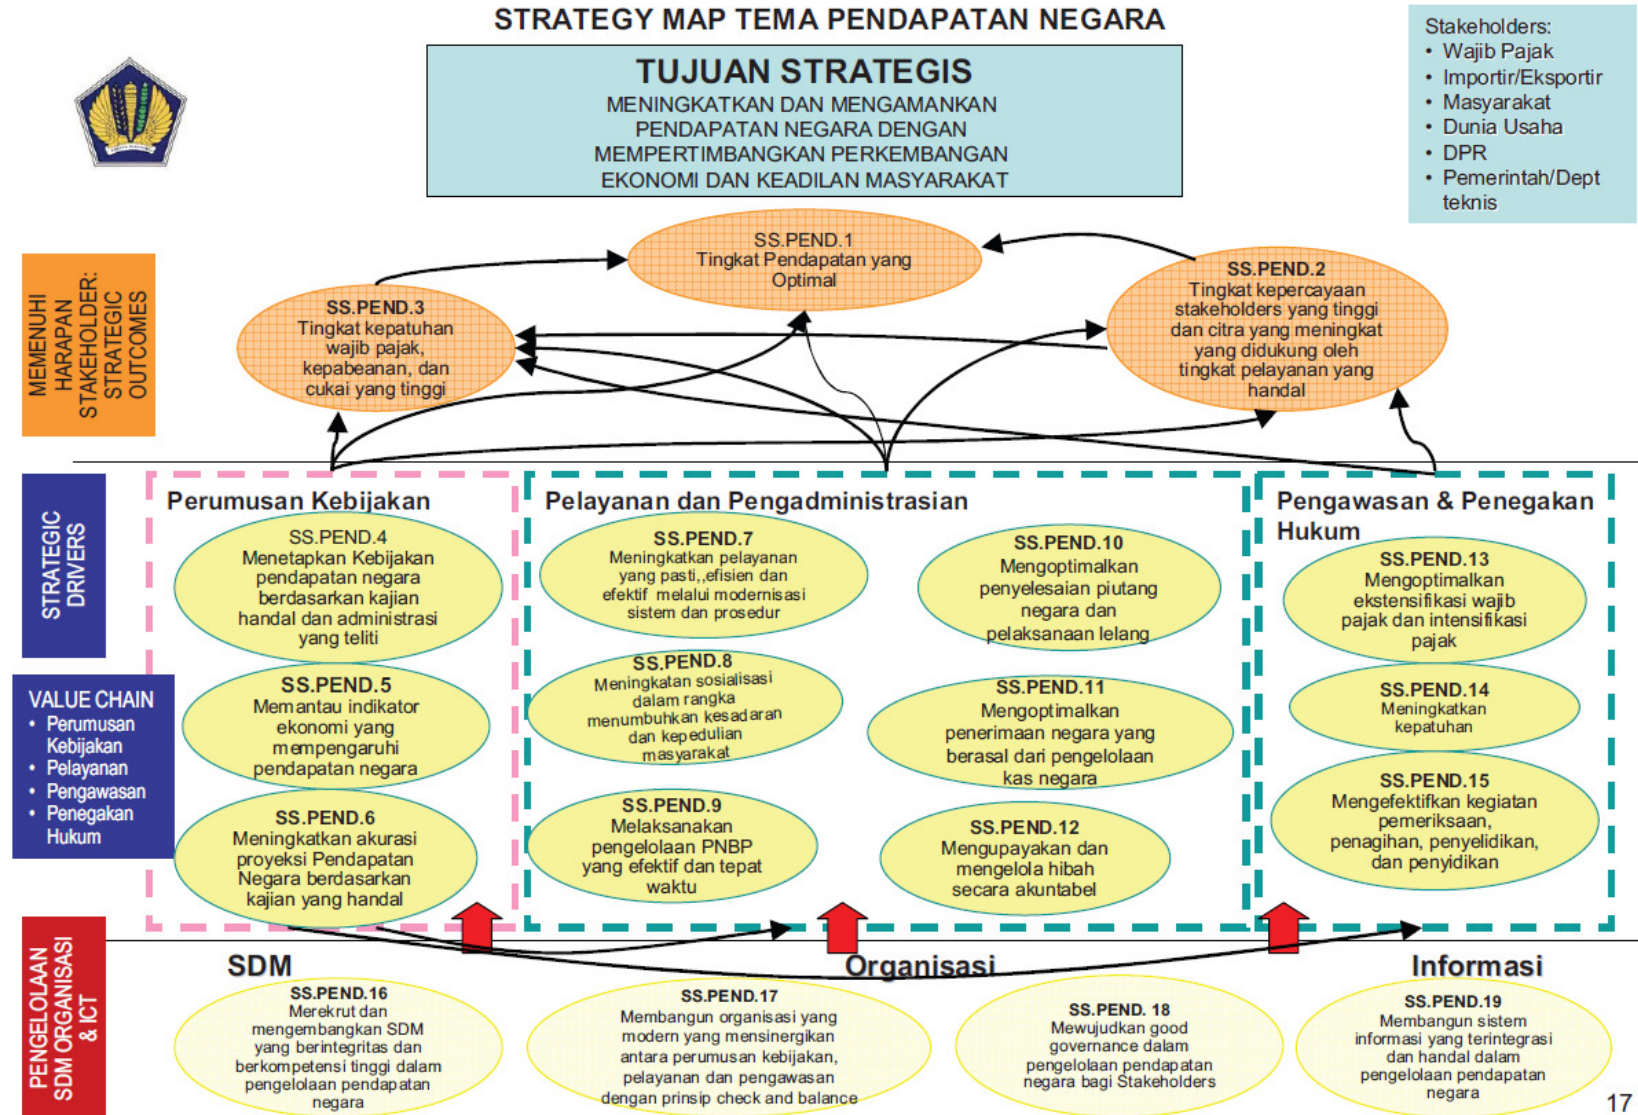 STRATEGY MAP TEMA PENDAPATAN NEGARA
TUJUAN STRATEGIS
MENINGKATKAN DAN MENGAMANKAN
PENDAPATAN NEGARA DENGAN
MEMPERTIMBANGKAN PERKEMBANGAN
EKONOMI DAN KEADILAN MASYARAKAT
Stakeholders:
• Wajib Pajak
• Importir/Eksportir
• Masyarakat
• Dunia Usaha
• DPR
• Pemerintah/Dept
teknis
MEMENUHI
HARAPAN
STAKEHOLDER:
STRATEGIC
OUTCOMES
SS.PEND.1
Tingkat Pendapatan yang
Optimal
SS.PEND.3
Tingkat kepatuhan
wajib pajak,
kepabeanan, dan
cukai yang tinggi
SS.PEND.2
Tingkat kepercayaan
stakeholders yang tinggi
dan citra yang meningkat
yang didukung oleh
tingkat pelayanan yang
handal
STRATEGIC
DRIVERS
VALUE CHAIN
• Perumusan
Kebijakan
• Pelayanan
• Pengawasan
• Penegakan
Hukum
Perumusan Kebijakan
SS.PEND.4
Menetapkan Kebijakan
pendapatan negara
berdasarkan kajian
handal dan administrasi
yang teliti
SS.PEND.5
Memantau indikator
ekonomi yang
mempengaruhi
pendapatan negara
SS.PEND.6
Meningkatkan akurasi
proyeksi Pendapatan
Negara berdasarkan
kajian yang handal
Pelayanan dan Pengadministrasian
SS.PEND.7
Meningkatkan pelayanan
yang pasti,,efisien dan
efektif melalui modernisasi
sistem dan prosedur
SS.PEND.8
Meningkatan sosialisasi
dalam rangka
menumbuhkan kesadaran
dan kepedulian
masyarakat
SS.PEND.9
Melaksanakan
pengelolaan PNBP
yang efektif dan tepat
waktu
SS.PEND.10
Mengoptimalkan
penyelesaian piutang
negara dan
pelaksanaan lelang
SS.PEND.11
Mengoptimalkan
penerimaan negara yang
berasal dari pengelolaan
kas negara
SS.PEND.12
Mengupayakan dan
mengelola hibah
secara akuntabel
Pengawasan & Penegakan
Hukum
SS.PEND.13
Mengoptimalkan
ekstensifikasi wajib
pajak dan intensifikasi
pajak
SS.PEND.14
Meningkatkan
kepatuhan
SS.PEND.15
Mengefektifkan kegiatan
pemeriksaan,
penagihan, penyelidikan,
dan penyidikan
PENGELOLAAN
SDM ORGANISASI
& ICT
SDM
SS.PEND.16
Merekrut dan
mengembangkan SDM
yang berintegritas dan
berkompetensi tinggi dalam
pengelolaan pendapatan
negara
Organisasi
SS.PEND.17
Membangun organisasi yang
modern yang mensinergikan
antara perumusan kebijakan,
pelayanan dan pengawasan
dengan prinsip check and balance
SS.PEND. 18
Mewujudkan good
governance dalam
pengelolaan pendapatan
negara bagi Stakeholders
Informasi
SS.PEND.19
Membangun sistem
informasi yang terintegrasi
dan handal dalam
pengelolaan pendapatan
negara
17